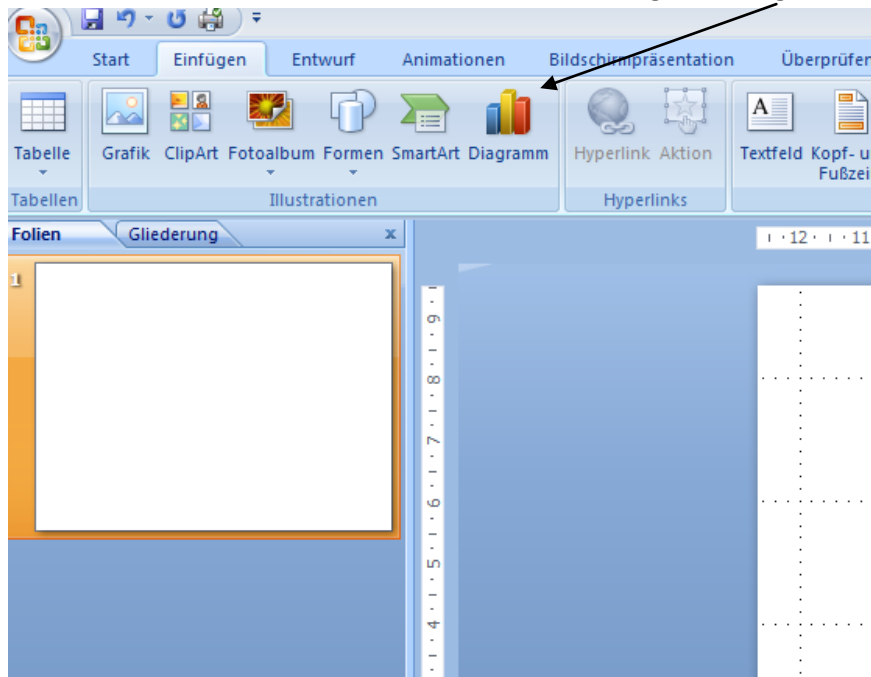 Start Einfügen Entwurf Animationen Bildschirmpräsentation Überprüfen
A
Tabelle Grafik ClipArt Fotoalbum Formen SmartArt Diagramm Hyperlink Aktion Textfeld Kopf- u
Fußzei
Tabellen Illustrationen Hyperlinks
Folien Gliederung x
12 11
1
9
8
7
6
5
4